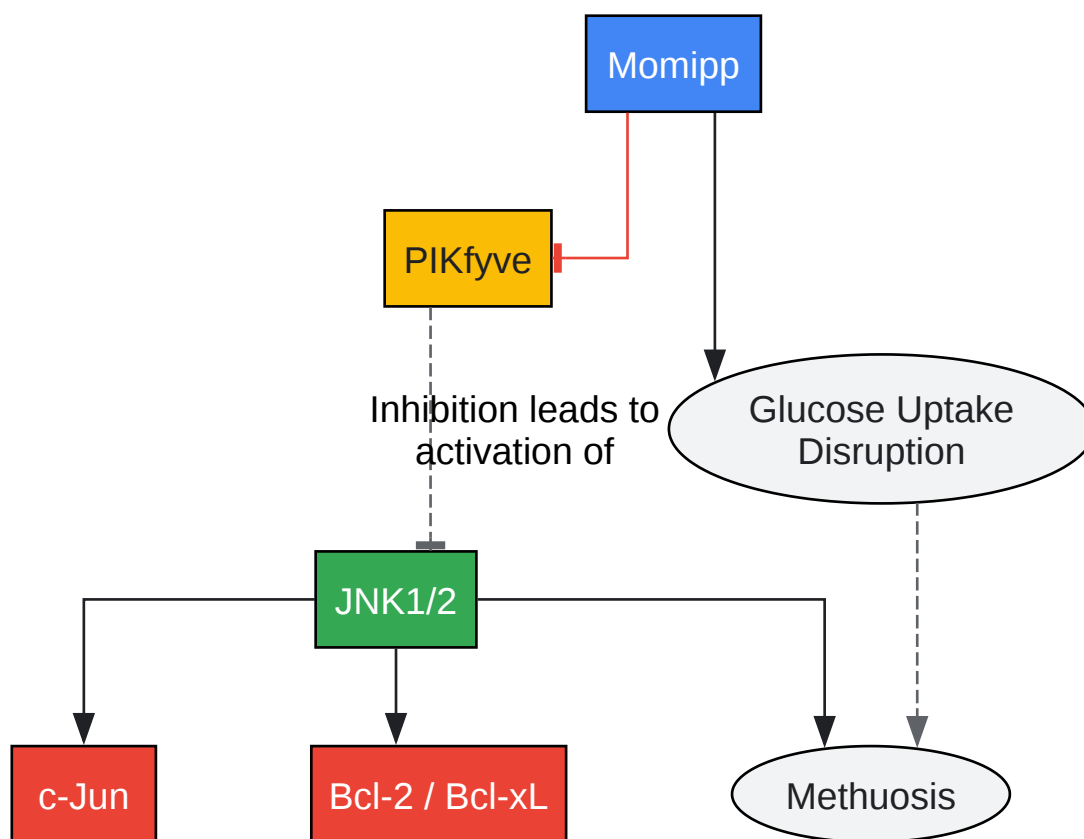 Momipp
PIKfyve
Inhibition leads to
activation of
Glucose Uptake
Disruption
JNK1/2
c-Jun
Bcl-2 / Bcl-xL
Methuosis